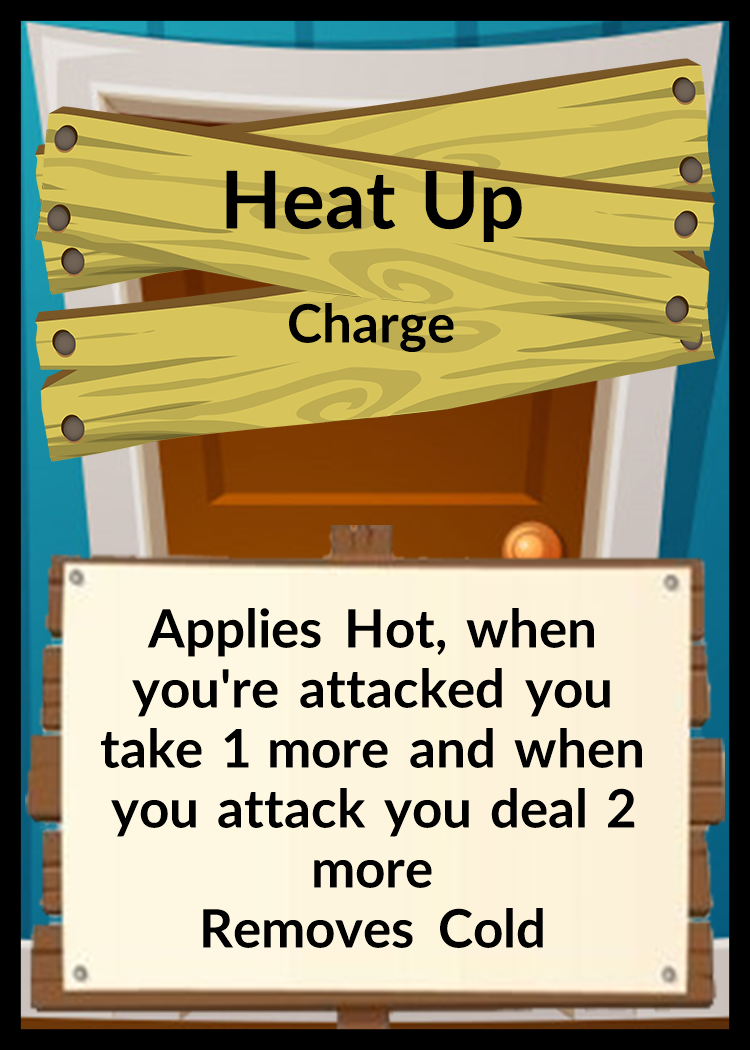 Heat Up
Charge
Applies Hot, when
you're attacked you
take 1 more and when
you attack you deal 2
more
Removes Cold